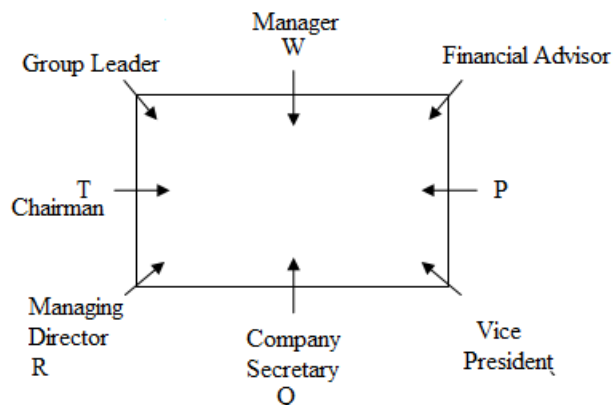 Manager
W
Group Leader
Financial Advisor
T
Chairman
P
Managing
Director
R
Company
Secretary
Q
Vice
President